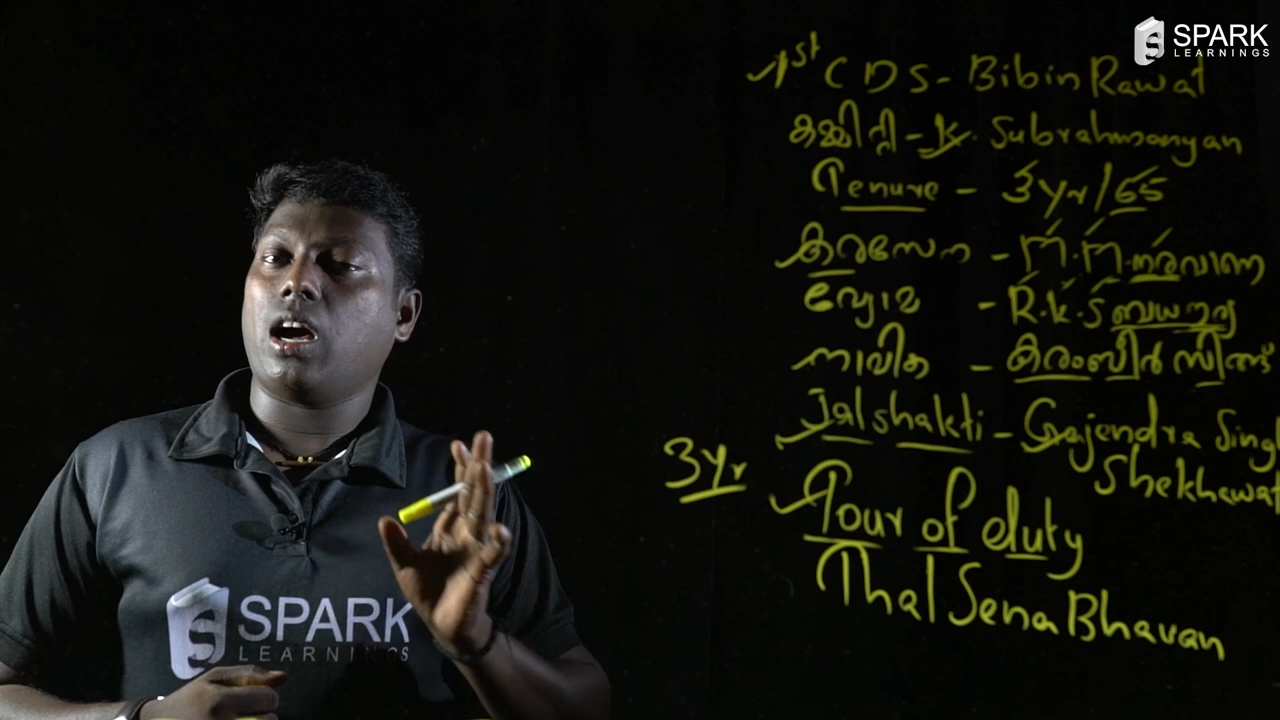 SPARK
LEARNINGS
1st CDS - Bibin Rawat
കമ്മിറ്റി - K. Subrahmanyan
Tenure - 3yr/65
കരസേന - M.M. നരവാണ
വ്യോമ - R.K.S ബധൗര്യ
നാവിക - കരംബീർ സിങ്ങ്
Jalshakti - Gajendra Singh
Shekhawat
3yr
Tour of duty
Thal Sena Bhavan
SPARK
LEARNINGS